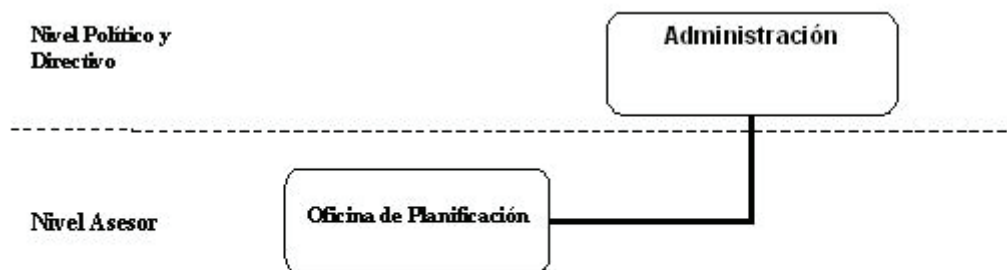 Nivel Político y
Directivo
Administración
Nivel Asesor
Oficina de Planificación